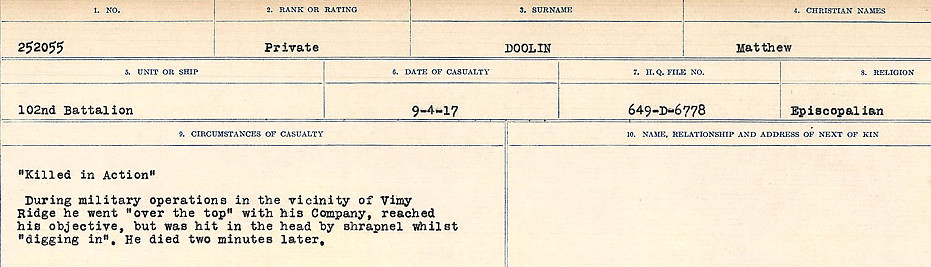 1. NO. 2. RANK OR RATING 3. SURNAME 4. CHRISTIAN NAMES
252055 Private DOOLIN Matthew
5. UNIT OR SHIP 6. DATE OF CASUALTY 7. H.Q. FILE NO. 8. RELIGION
102nd Battalion 9-4-17 649-D-6778 Episcopalian
9. CIRCUMSTANCES OF CASUALTY 10. NAME, RELATIONSHIP AND ADDRESS OF NEXT OF KIN
"Killed in Action"
During military operations in the vicinity of Vimy
Ridge he went "over the top" with his Company, reached
his objective, but was hit in the head by shrapnel whilst
"digging in". He died two minutes later.